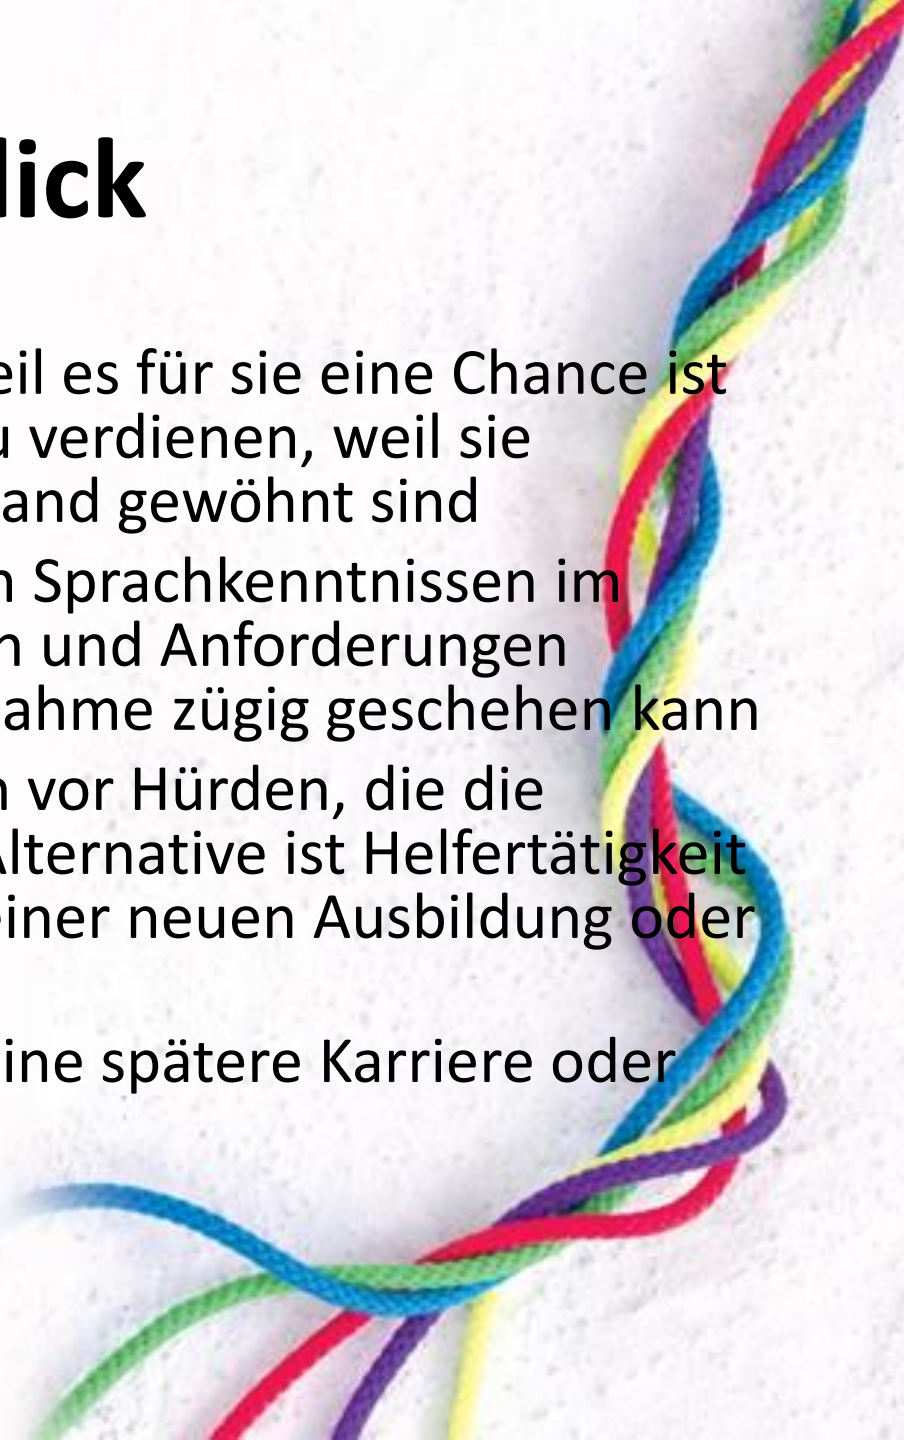 lick
eil es für sie eine Chance ist
u verdienen, weil sie
and gewöhnt sind
n Sprachkenntnissen im
n und Anforderungen
ahme zügig geschehen kann
n vor Hürden, die die
Alternative ist Helfertätigkeit
einer neuen Ausbildung oder
ine spätere Karriere oder